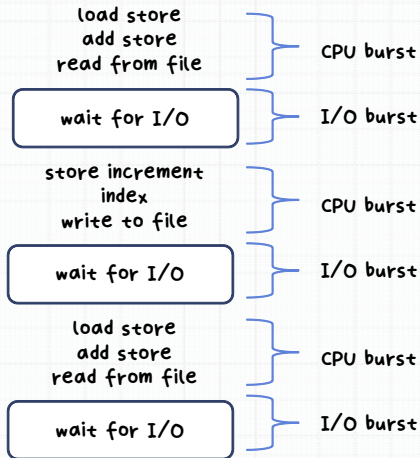 load store
add store
read from file
CPU burst
wait for I/O
I/O burst
store increment
index
write to file
CPU burst
wait for I/O
I/O burst
load store
add store
read from file
CPU burst
wait for I/O
I/O burst